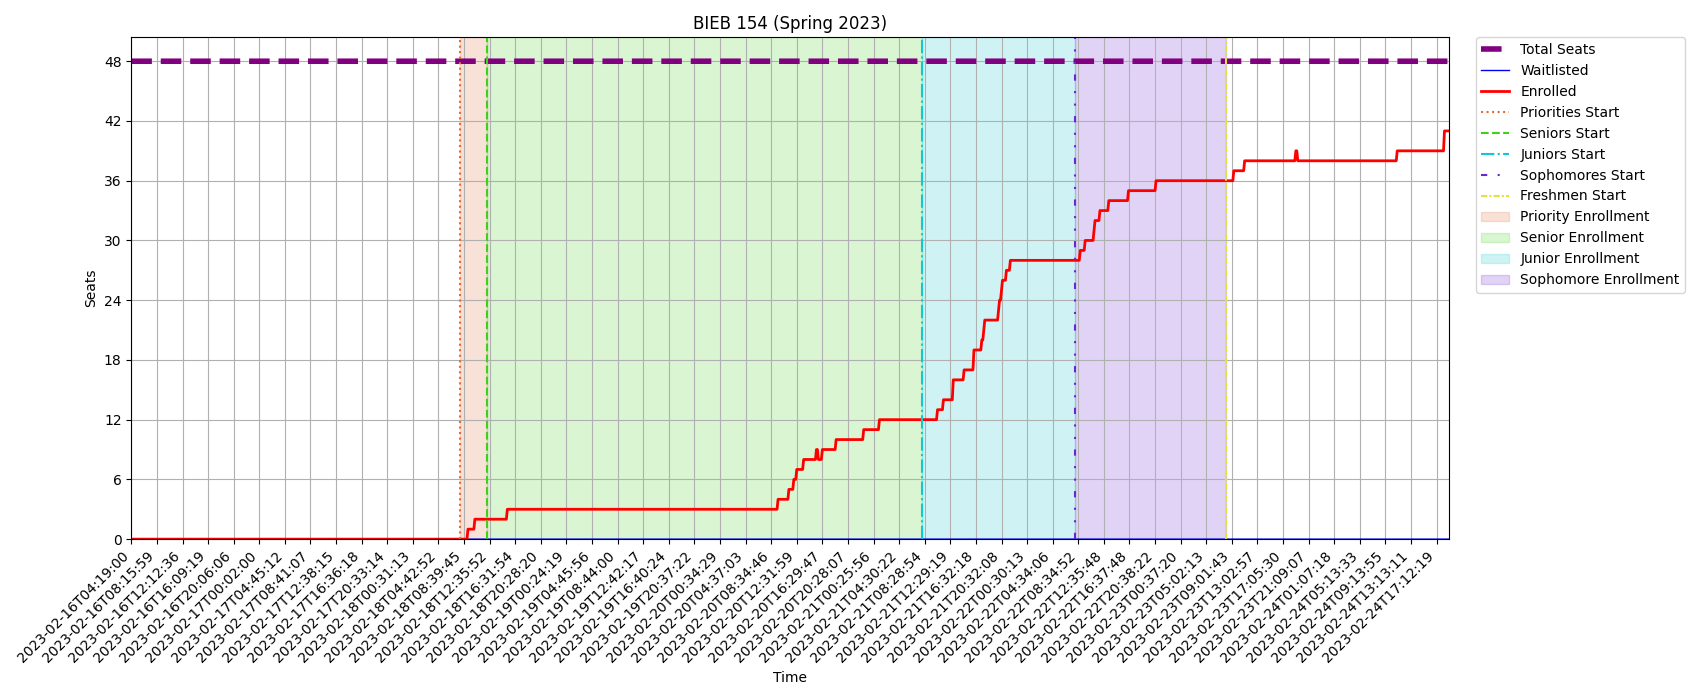 BIEB 154 (Spring 2023)
Total Seats
Waitlisted
Enrolled
Priorities Start
Seniors Start
Juniors Start
Sophomores Start
Freshmen Start
Priority Enrollment
Senior Enrollment
Junior Enrollment
Sophomore Enrollment
Seats
48
42
36
30
24
18
12
6
0
2023-02-16T04:19:00
2023-02-16T08:15:59
2023-02-16T12:12:36
2023-02-16T16:09:19
2023-02-16T20:06:06
2023-02-17T00:02:00
2023-02-17T04:45:12
2023-02-17T08:41:07
2023-02-17T12:38:15
2023-02-17T16:36:18
2023-02-17T20:33:14
2023-02-18T00:31:13
2023-02-18T04:42:52
2023-02-18T08:39:45
2023-02-18T12:35:52
2023-02-18T16:31:54
2023-02-18T20:28:20
2023-02-19T00:24:19
2023-02-19T04:45:56
2023-02-19T08:44:00
2023-02-19T12:42:17
2023-02-19T16:40:24
2023-02-19T20:37:22
2023-02-20T00:34:29
2023-02-20T04:37:03
2023-02-20T08:34:46
2023-02-20T12:31:59
2023-02-20T16:29:47
2023-02-20T20:28:07
2023-02-21T00:25:56
2023-02-21T04:30:22
2023-02-21T08:28:54
2023-02-21T12:29:19
2023-02-21T16:32:18
2023-02-21T20:32:08
2023-02-22T00:30:13
2023-02-22T04:34:06
2023-02-22T08:34:52
2023-02-22T12:35:48
2023-02-22T16:37:48
2023-02-22T20:38:22
2023-02-23T00:37:20
2023-02-23T05:02:13
2023-02-23T09:01:43
2023-02-23T13:02:57
2023-02-23T17:05:30
2023-02-23T21:09:07
2023-02-24T01:07:18
2023-02-24T05:13:33
2023-02-24T09:13:55
2023-02-24T13:13:11
2023-02-24T17:12:19
Time